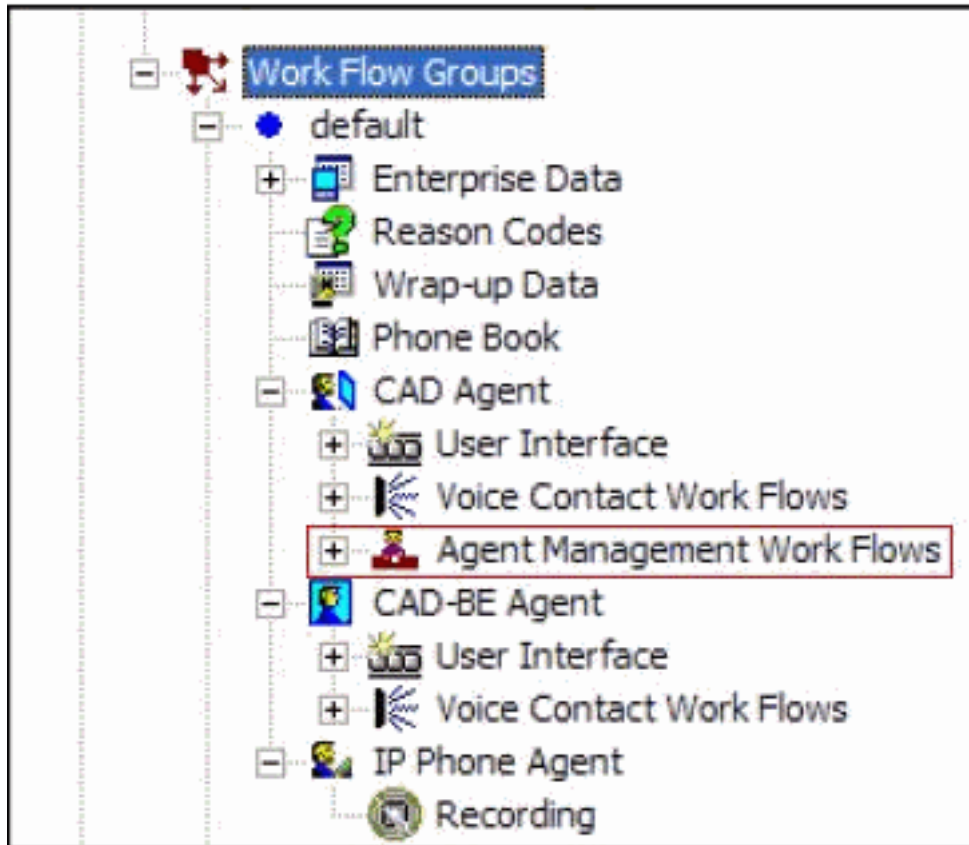 Work Flow Groups
default
Enterprise Data
Reason Codes
Wrap-up Data
Phone Book
CAD Agent
User Interface
Voice Contact Work Flows
Agent Management Work Flows
CAD-BE Agent
User Interface
Voice Contact Work Flows
IP Phone Agent
Recording